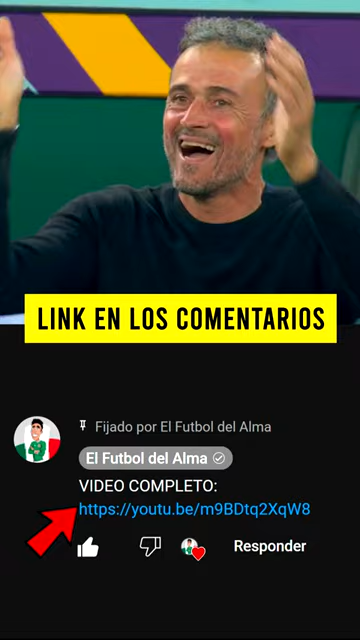 LINK EN LOS COMENTARIOS
Fijado por El Futbol del Alma
El Futbol del Alma
VIDEO COMPLETO:
https://youtu.be/m9BDtq2XqW8
Responder